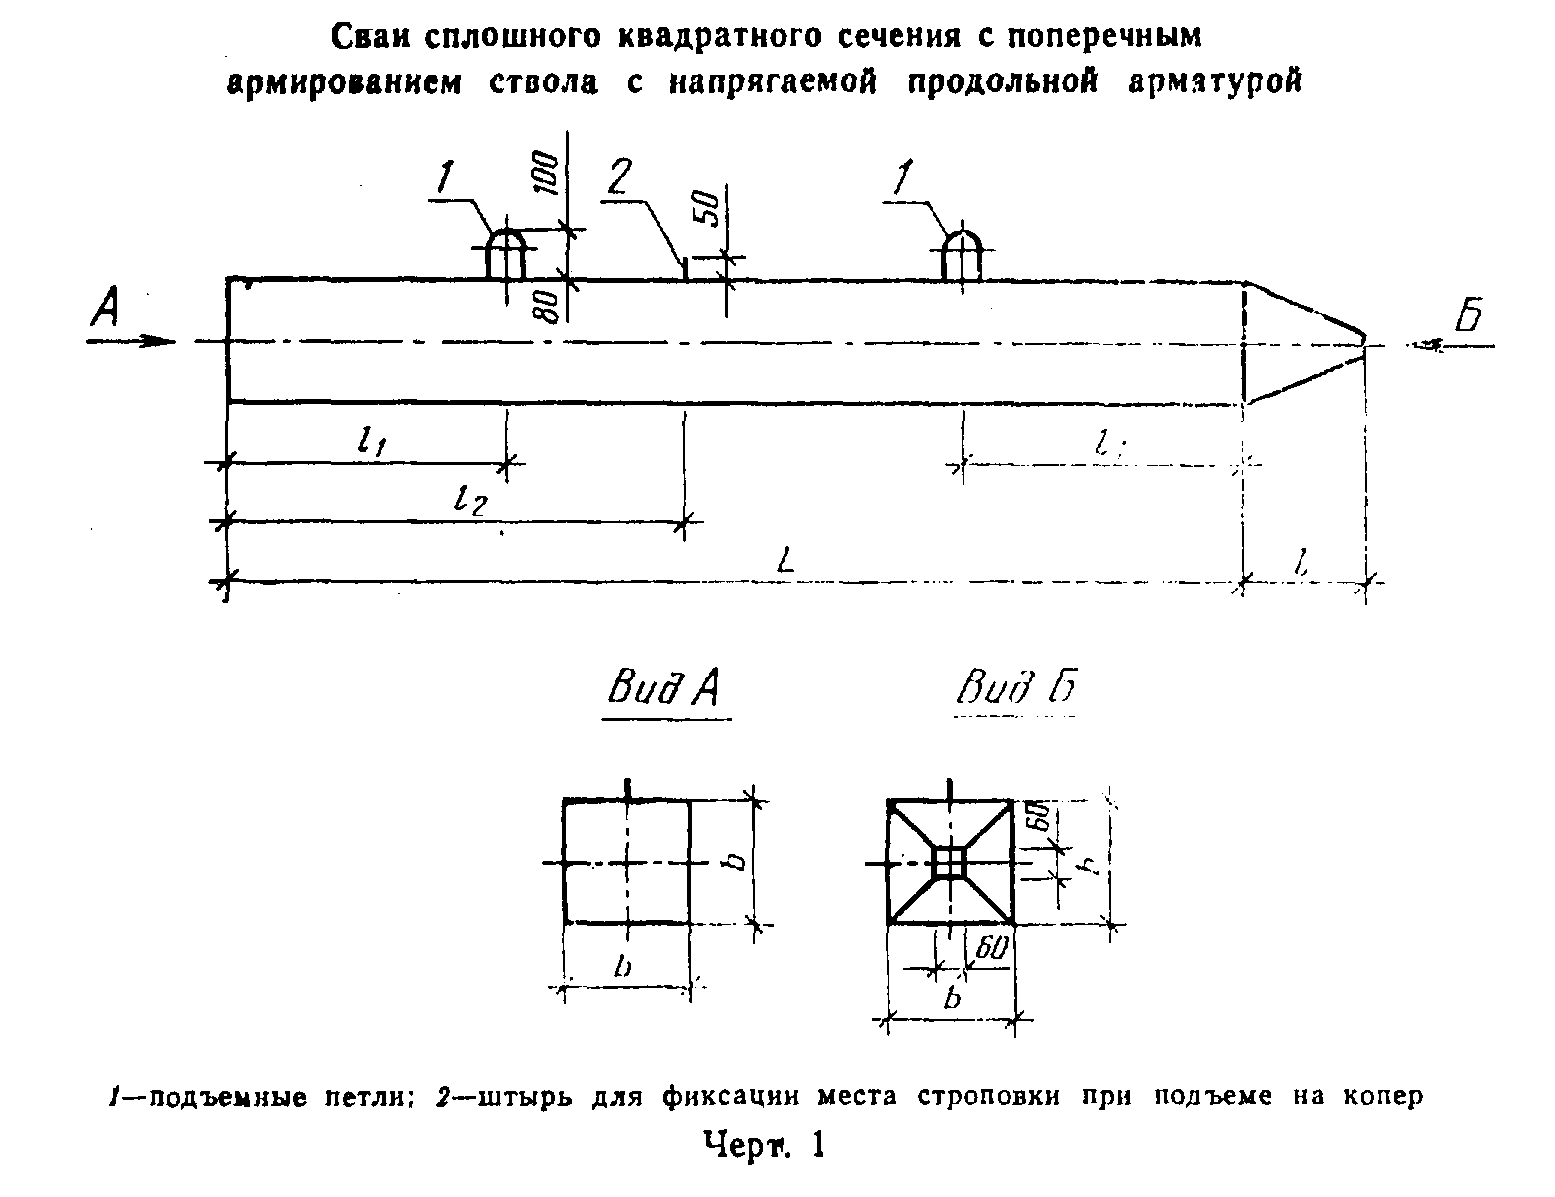 Сваи сплошного квадратного сечения с поперечным
армированием ствола с напрягаемой продольной арматурой
1
100
2
50
1
80
А
Б
l1
l
l2
L
l
Вид А
Вид Б
b
60
b
b
60
b
1—подъемные петли; 2—штырь для фиксации места строповки при подъеме на копер
Черт. 1